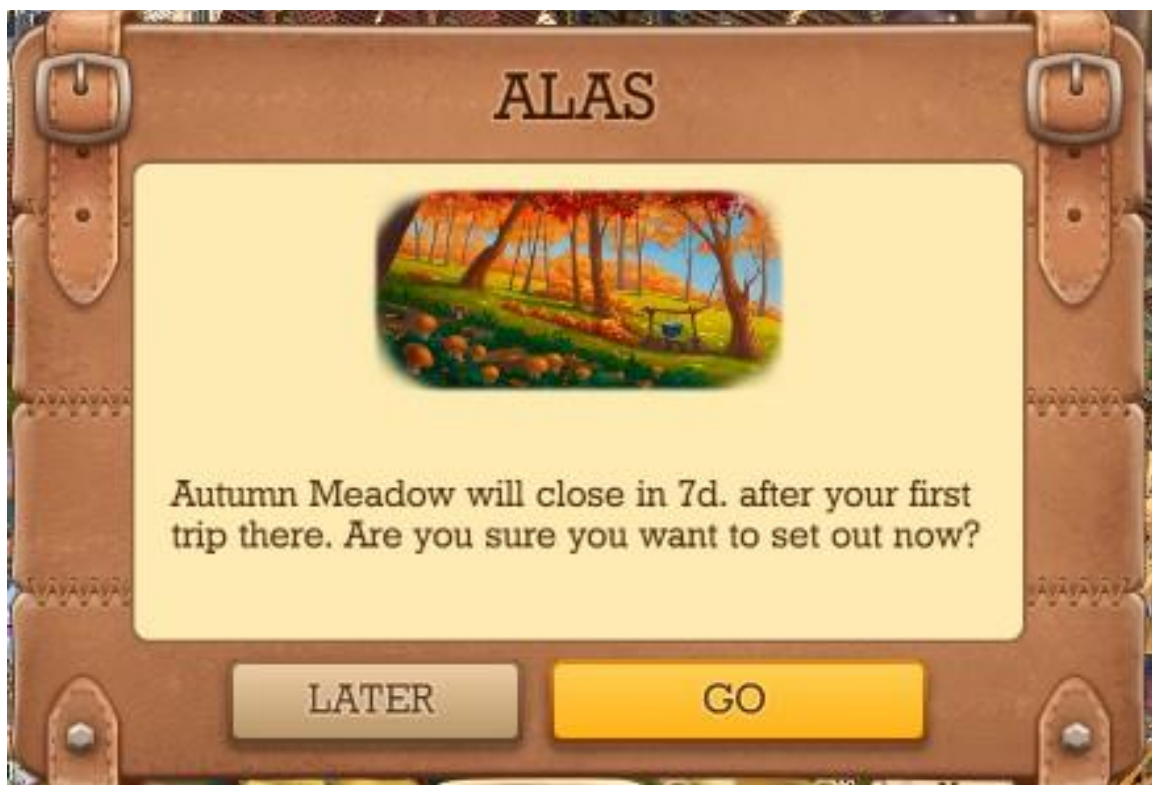 ALAS
Autumn Meadow will close in 7d. after your first
trip there. Are you sure you want to set out now?
LATER
GO